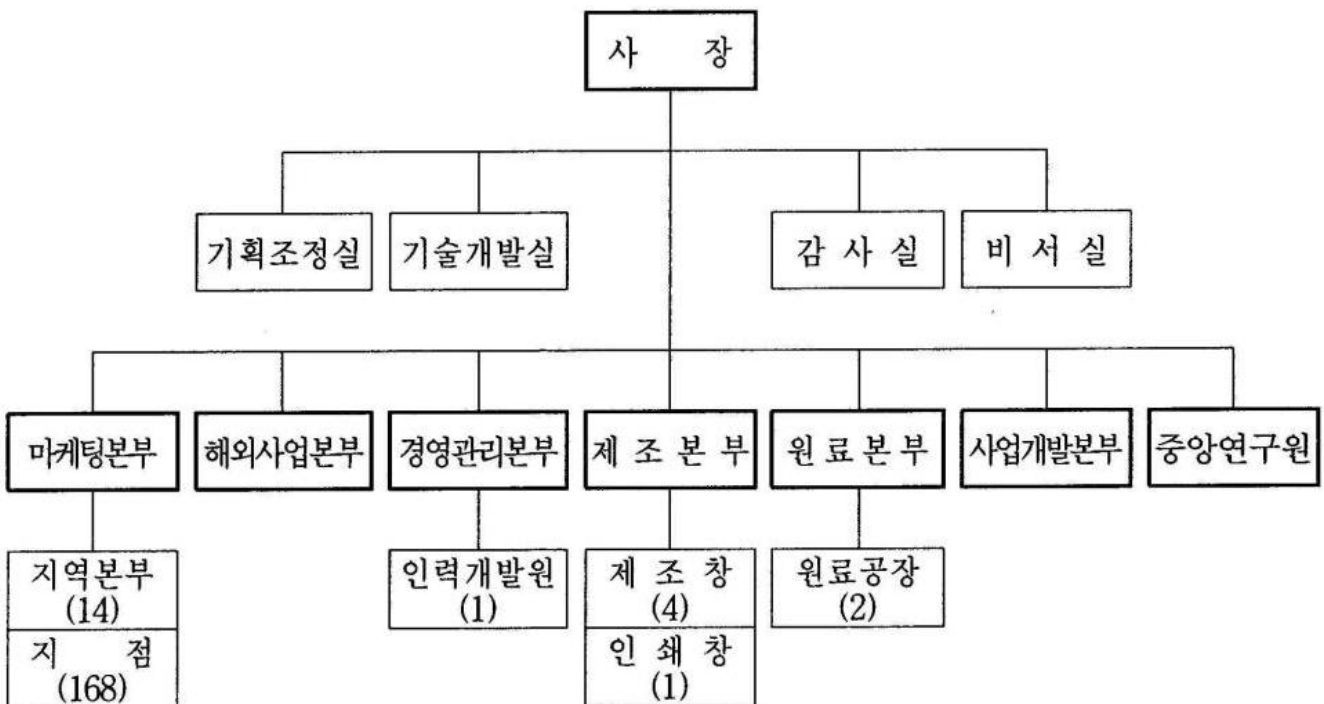 사 장
기획조정실 기술개발실 감 사 실 비 서 실
마케팅본부 해외사업본부 경영관리본부 제 조 본 부 원 료 본 부 사업개발본부 중앙연구원
지역본부 인력개발원 제 조 창 원료공장
(14) (1) (4) (2)
지 점 인 쇄 창
(168) (1)